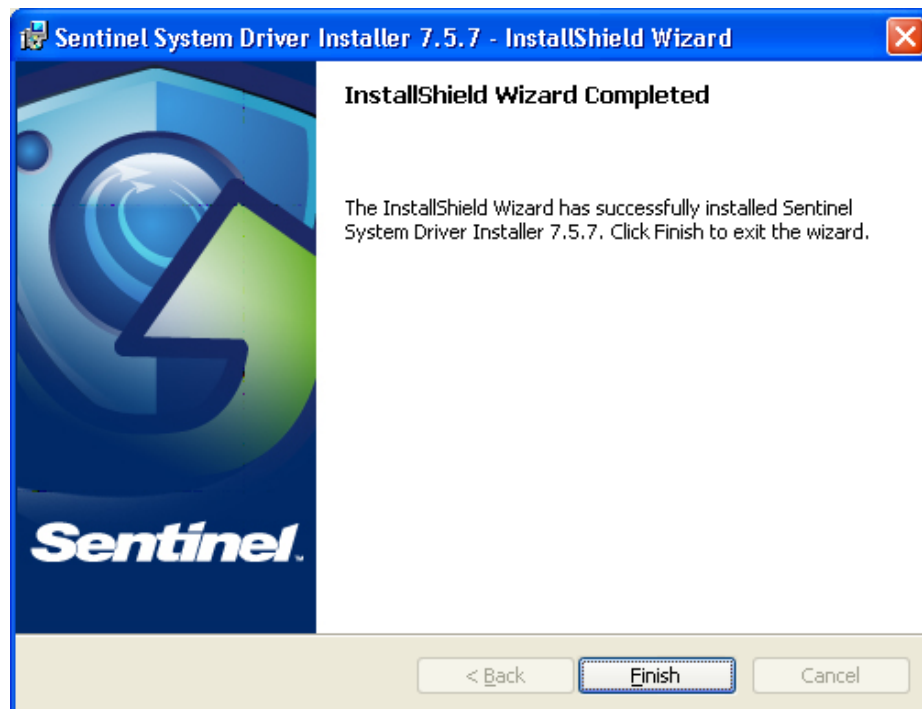 Sentinel System Driver Installer 7.5.7 - InstallShield Wizard
InstallShield Wizard Completed
The InstallShield Wizard has successfully installed Sentinel
System Driver Installer 7.5.7. Click Finish to exit the wizard.
Sentinel
< Back
Finish
Cancel